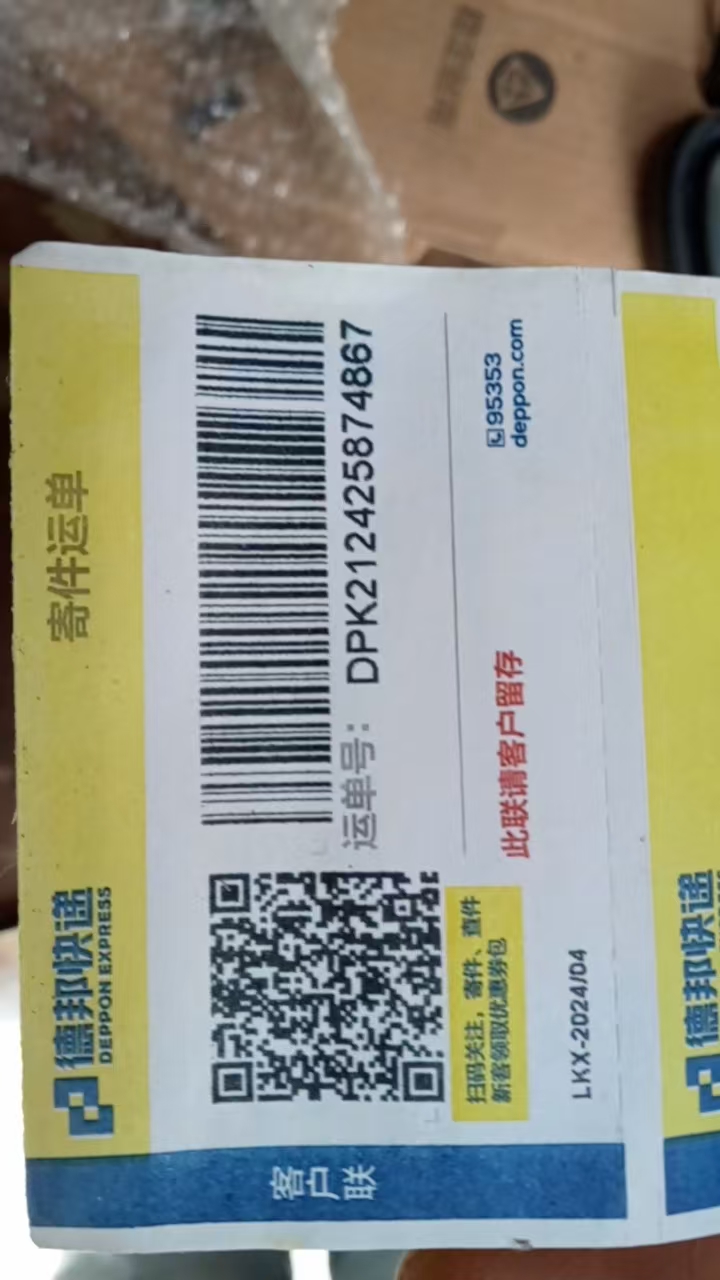 德邦快递
DEPPON EXPRESS
寄件运单
客户联
运单号：DPK212425874867
扫码关注，寄件、查件
新客领取优惠券包
此联请客户留存
95353
deppon.com
LKX-2024/04
德邦快递